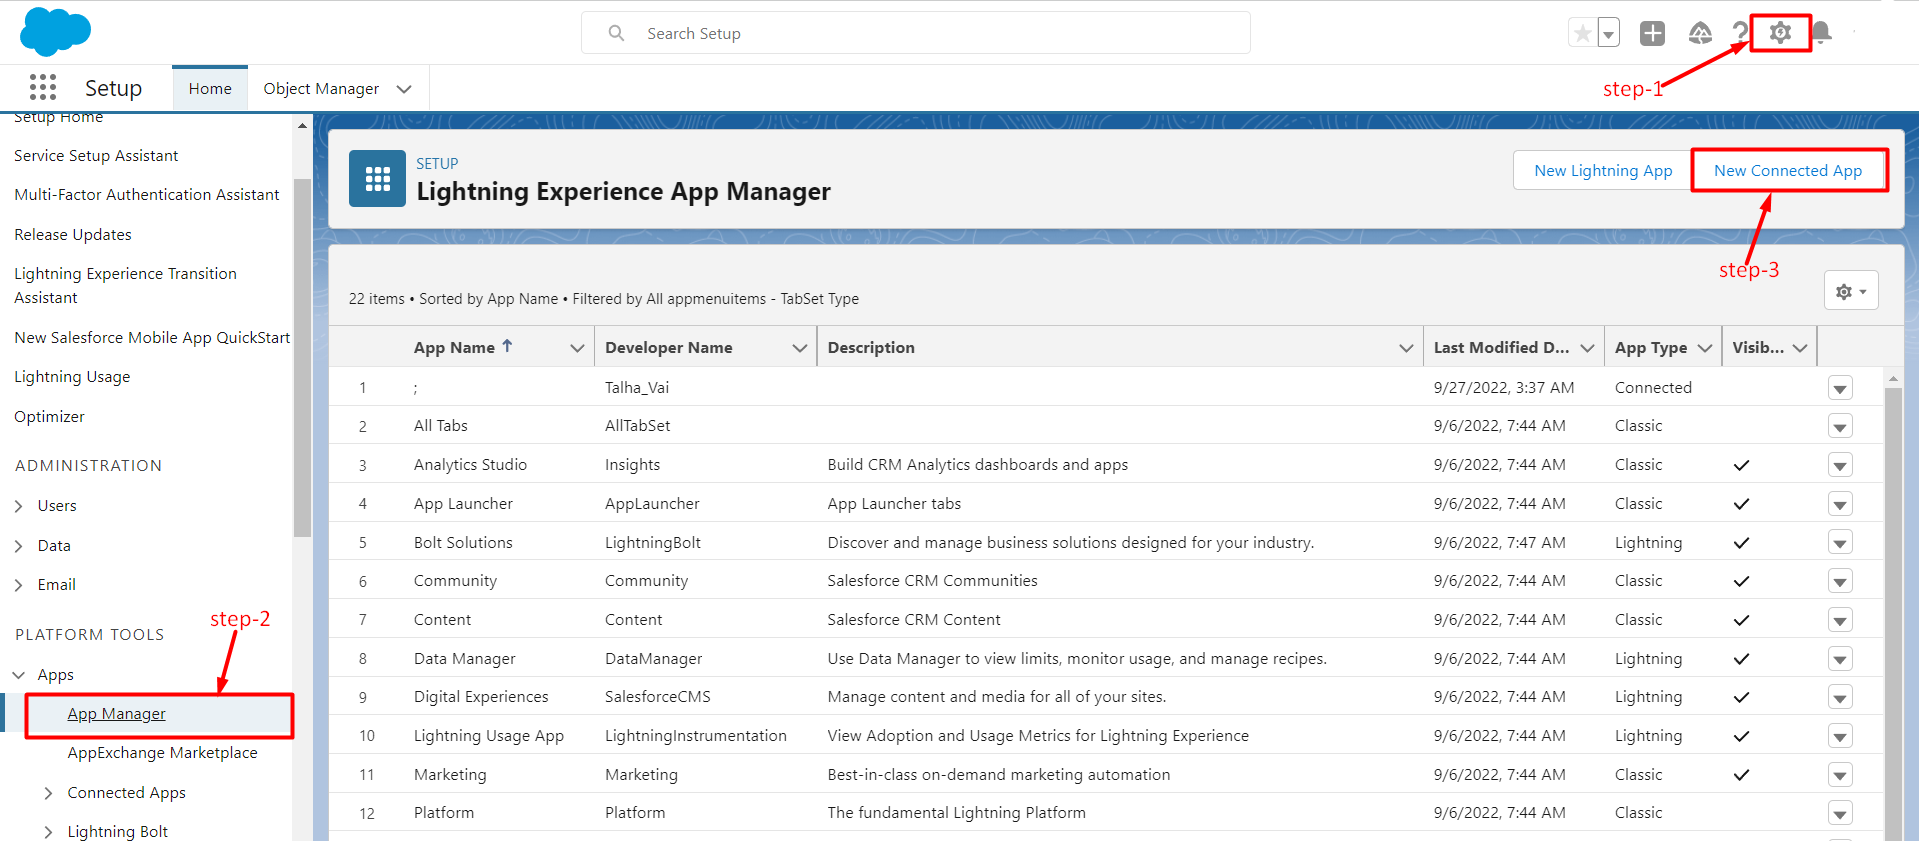 Search Setup
?
step-1
Setup Home Object Manager
Setup Home
Service Setup Assistant
Multi-Factor Authentication Assistant
Release Updates
Lightning Experience Transition
Assistant
New Salesforce Mobile App QuickStart
Lightning Usage
Optimizer
ADMINISTRATION
Users
Data
Email
step-2
PLATFORM TOOLS
Apps
App Manager
AppExchange Marketplace
Connected Apps
Lightning Bolt
SETUP
Lightning Experience App Manager
New Lightning App New Connected App
step-3
22 items • Sorted by App Name • Filtered by All appmenuitems - TabSet Type
App Name Developer Name Description Last Modified D... App Type Visib...
1 ; Talha_Vai 9/27/2022, 3:37 AM Connected
2 All Tabs AllTabSet 9/6/2022, 7:44 AM Classic
3 Analytics Studio Insights Build CRM Analytics dashboards and apps 9/6/2022, 7:44 AM Classic
4 App Launcher AppLauncher App Launcher tabs 9/6/2022, 7:44 AM Classic
5 Bolt Solutions LightningBolt Discover and manage business solutions designed for your industry. 9/6/2022, 7:47 AM Lightning
6 Community Community Salesforce CRM Communities 9/6/2022, 7:44 AM Classic
7 Content Content Salesforce CRM Content 9/6/2022, 7:44 AM Classic
8 Data Manager DataManager Use Data Manager to view limits, monitor usage, and manage recipes. 9/6/2022, 7:44 AM Lightning
9 Digital Experiences SalesforceCMS Manage content and media for all of your sites. 9/6/2022, 7:44 AM Lightning
10 Lightning Usage App LightningInstrumentation View Adoption and Usage Metrics for Lightning Experience 9/6/2022, 7:44 AM Lightning
11 Marketing Marketing Best-in-class on-demand marketing automation 9/6/2022, 7:44 AM Classic
12 Platform Platform The fundamental Lightning Platform 9/6/2022, 7:44 AM Classic